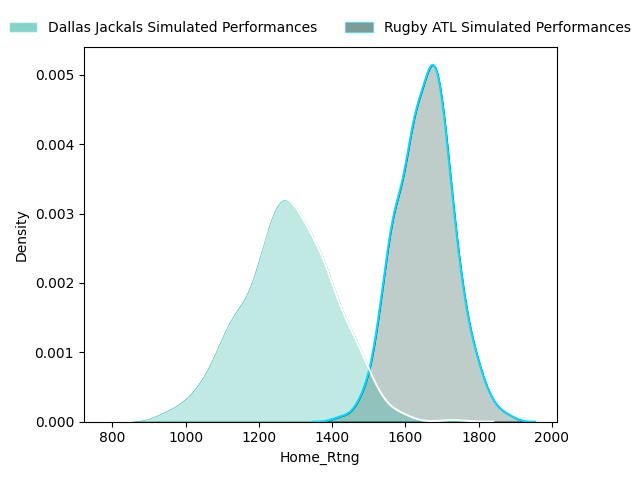 Dallas Jackals Simulated Performances Rugby ATL Simulated Performances
0.005
0.004
0.003
0.002
0.001
0.000
Density
800 1000 1200 1400 1600 1800 2000
Home_Rtng